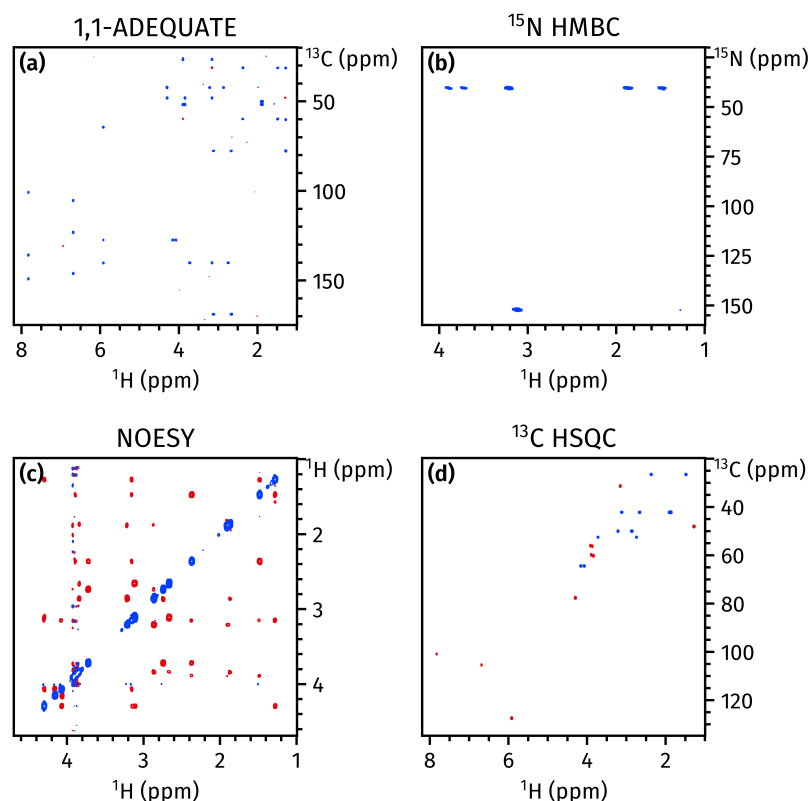 1,1-ADEQUATE
(a)
¹³C (ppm)
50
100
150
8
6
4
2
¹H (ppm)
¹⁵N HMBC
(b)
¹⁵N (ppm)
50
75
100
125
150
4
3
2
1
¹H (ppm)
NOESY
(c)
¹H (ppm)
2
3
4
4
3
2
1
¹H (ppm)
¹³C HSQC
(d)
¹³C (ppm)
40
60
80
100
120
8
6
4
2
¹H (ppm)